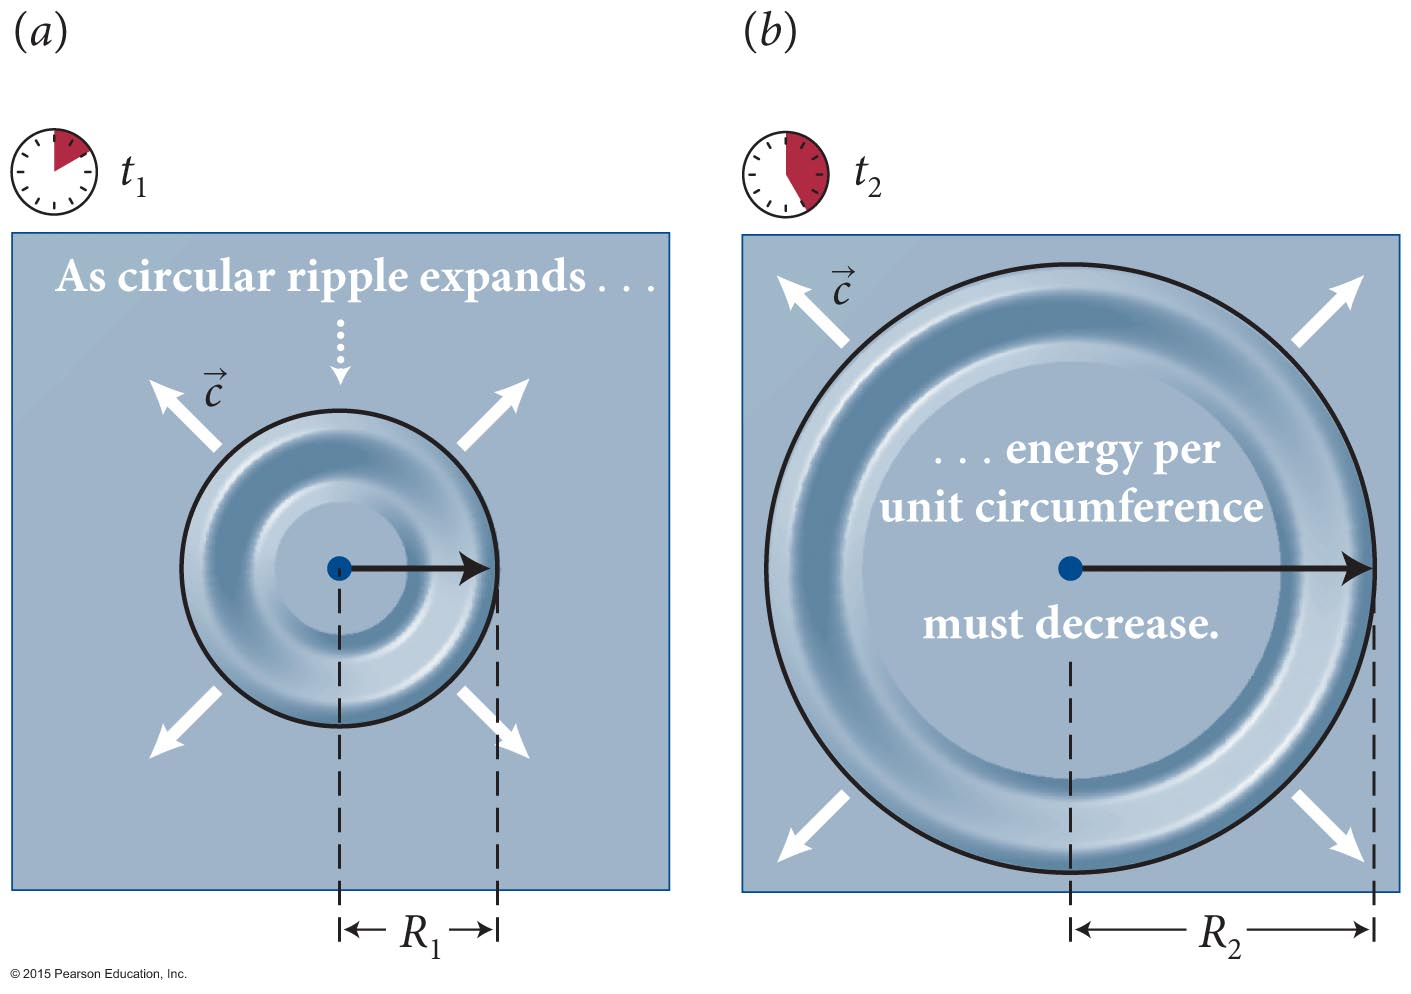 (a)
t₁
As circular ripple expands . . .
c⃗
R₁
(b)
t₂
c⃗
. . . energy per
unit circumference
must decrease.
R₂
© 2015 Pearson Education, Inc.